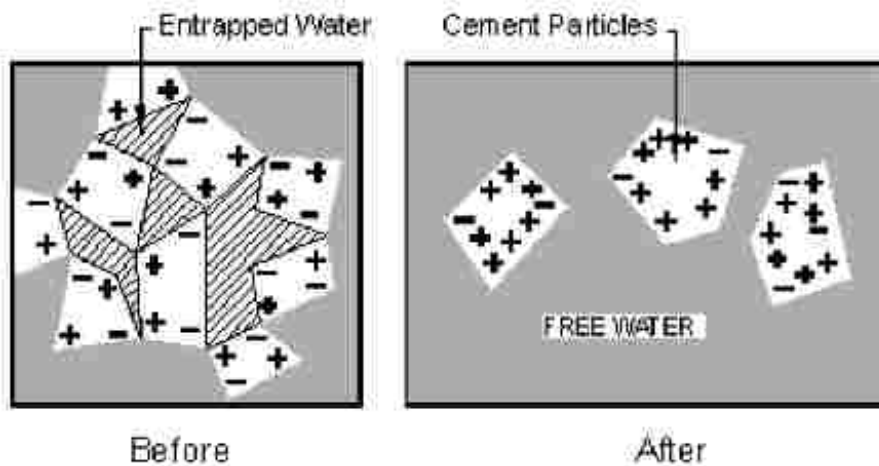 Entrapped Water
Cement Particles
FREE WATER
Before
After